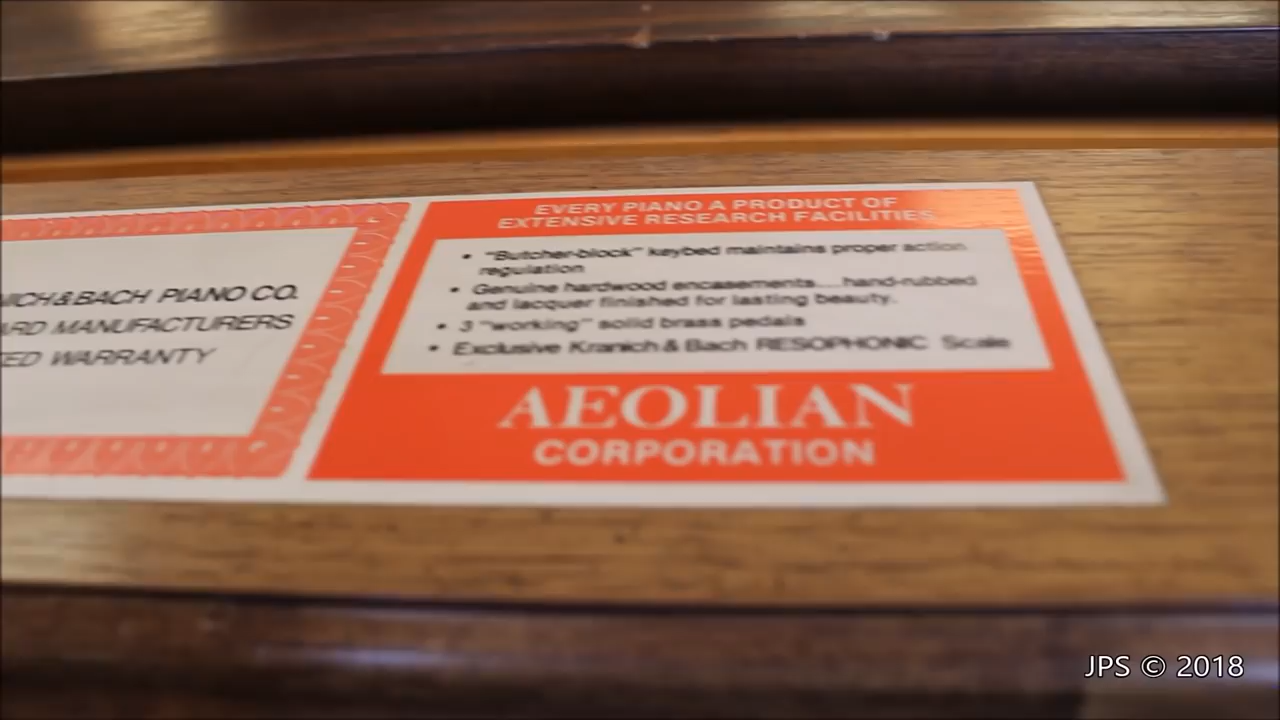 NICH & BACH PIANO CO.
ARD MANUFACTURERS
ED WARRANTY
EVERY PIANO A PRODUCT OF
EXTENSIVE RESEARCH FACILITIES
• "Butcher-block" keybed maintains proper action
regulation
• Genuine hardwood encasements...hand-rubbed
and lacquer finished for lasting beauty.
• 3 "working" solid brass pedals
• Exclusive Kranich & Bach RESOPHONIC Scale
AEOLIAN
CORPORATION
JPS © 2018